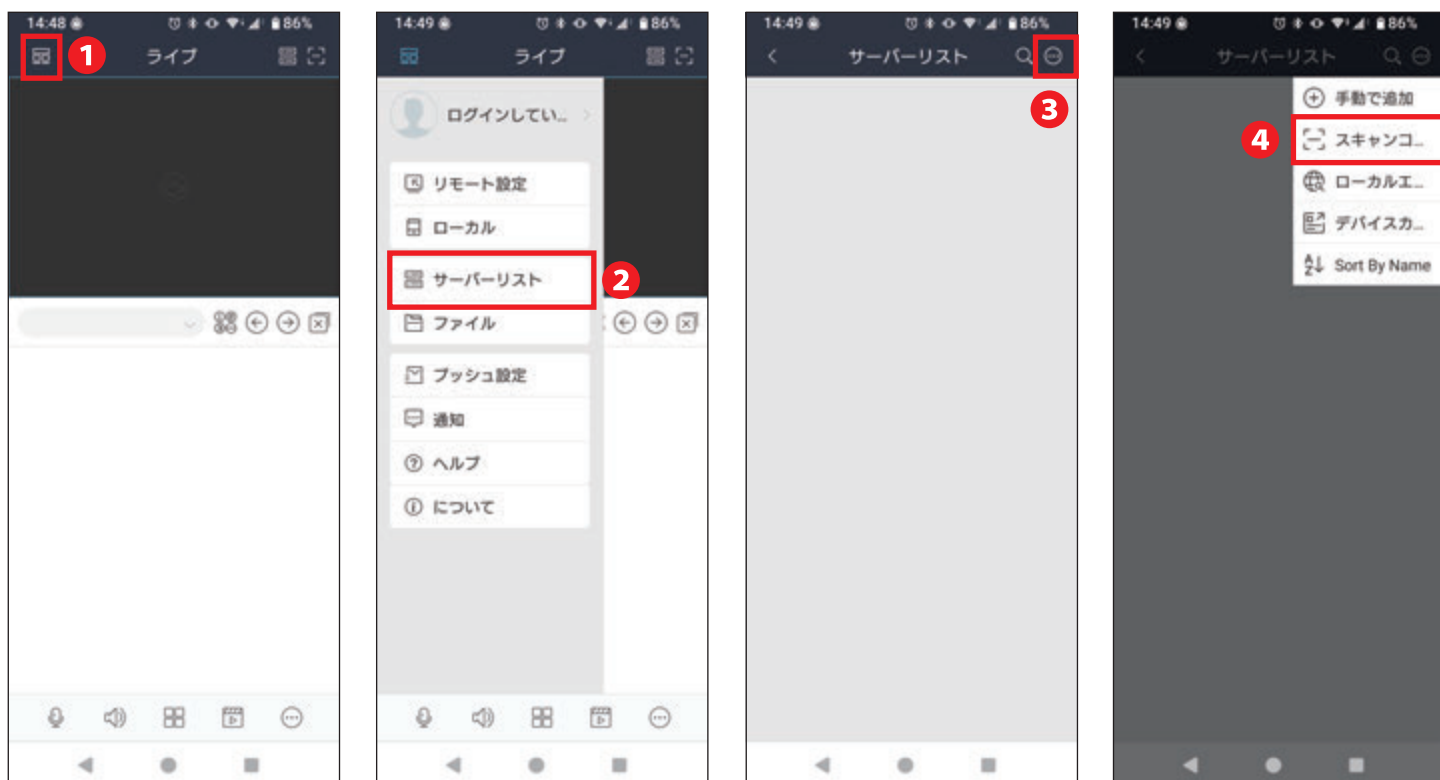 14:48 86%
ライブ
1
14:49 86%
ライブ
ログインしてい...
リモート設定
ローカル
サーバーリスト
2
ファイル
プッシュ設定
通知
ヘルプ
について
14:49 86%
サーバーリスト
3
14:49 86%
サーバーリスト
手動で追加
4
スキャンコ...
ローカルエ...
デバイスカ...
Sort By Name